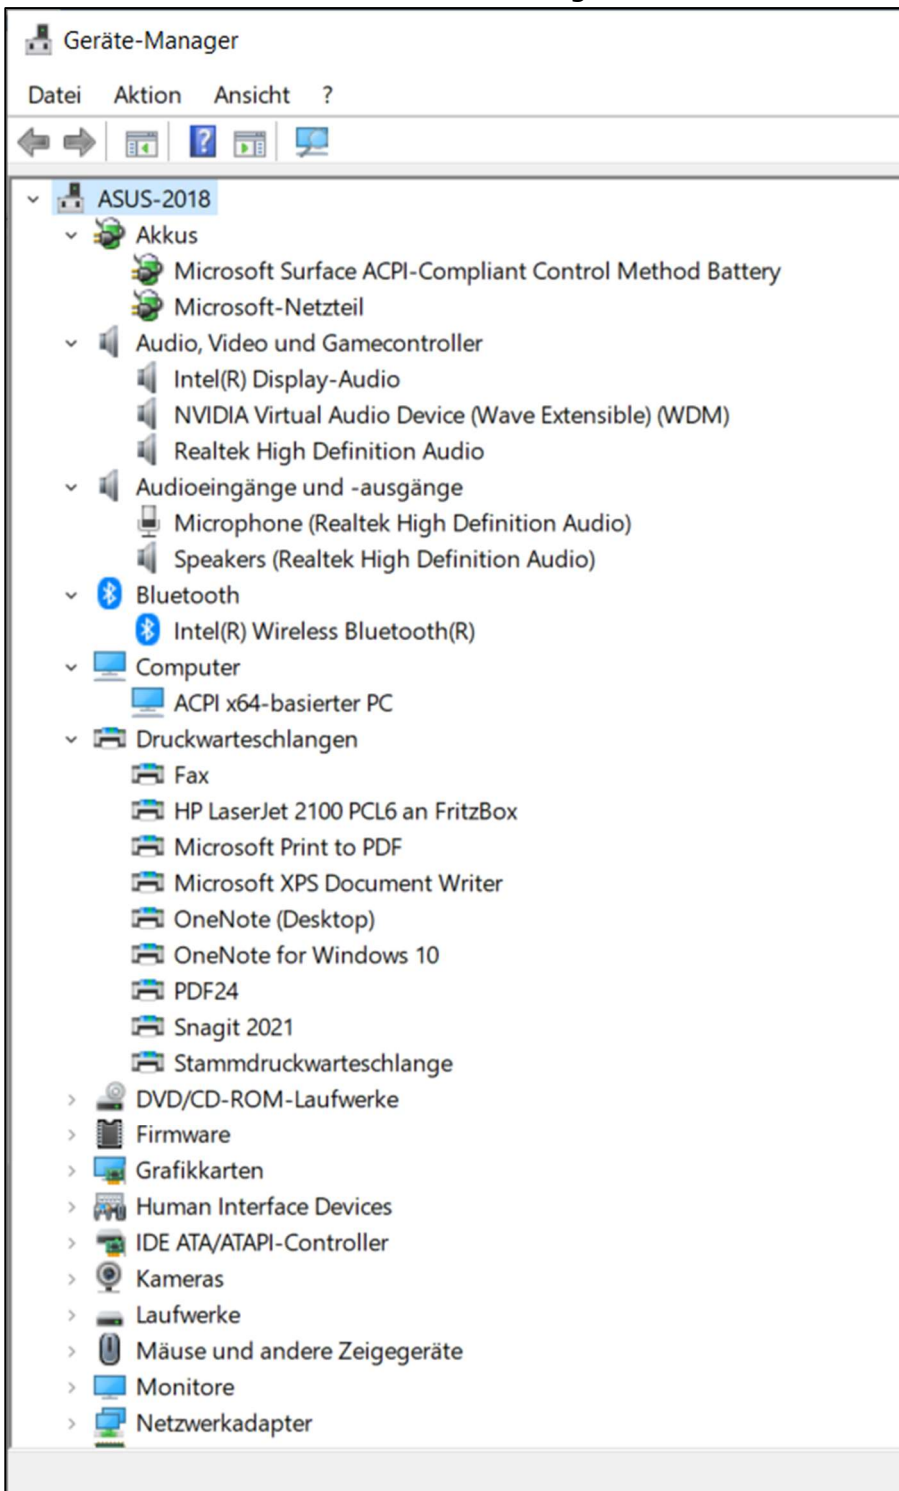 Geräte-Manager
Datei Aktion Ansicht ?
ASUS-2018
Akkus
Microsoft Surface ACPI-Compliant Control Method Battery
Microsoft-Netzteil
Audio, Video und Gamecontroller
Intel(R) Display-Audio
NVIDIA Virtual Audio Device (Wave Extensible) (WDM)
Realtek High Definition Audio
Audioeingänge und -ausgänge
Microphone (Realtek High Definition Audio)
Speakers (Realtek High Definition Audio)
Bluetooth
Intel(R) Wireless Bluetooth(R)
Computer
ACPI x64-basierter PC
Druckwarteschlangen
Fax
HP LaserJet 2100 PCL6 an FritzBox
Microsoft Print to PDF
Microsoft XPS Document Writer
OneNote (Desktop)
OneNote for Windows 10
PDF24
Snagit 2021
Stammdruckwarteschlange
DVD/CD-ROM-Laufwerke
Firmware
Grafikkarten
Human Interface Devices
IDE ATA/ATAPI-Controller
Kameras
Laufwerke
Mäuse und andere Zeigegeräte
Monitore
Netzwerkadapter